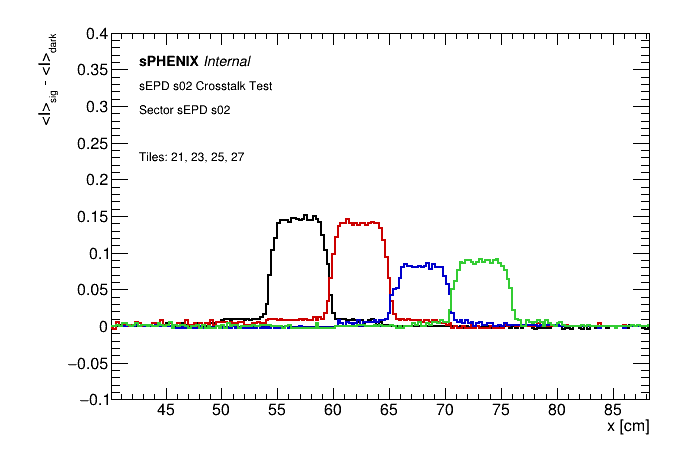 0.4
0.35
0.3
0.25
0.2
0.15
0.1
0.05
0
−0.05
−0.1
<I>sig - <I>dark
sPHENIX Internal
sEPD s02 Crosstalk Test
Sector sEPD s02
Tiles: 21, 23, 25, 27
45 50 55 60 65 70 75 80 85
x [cm]